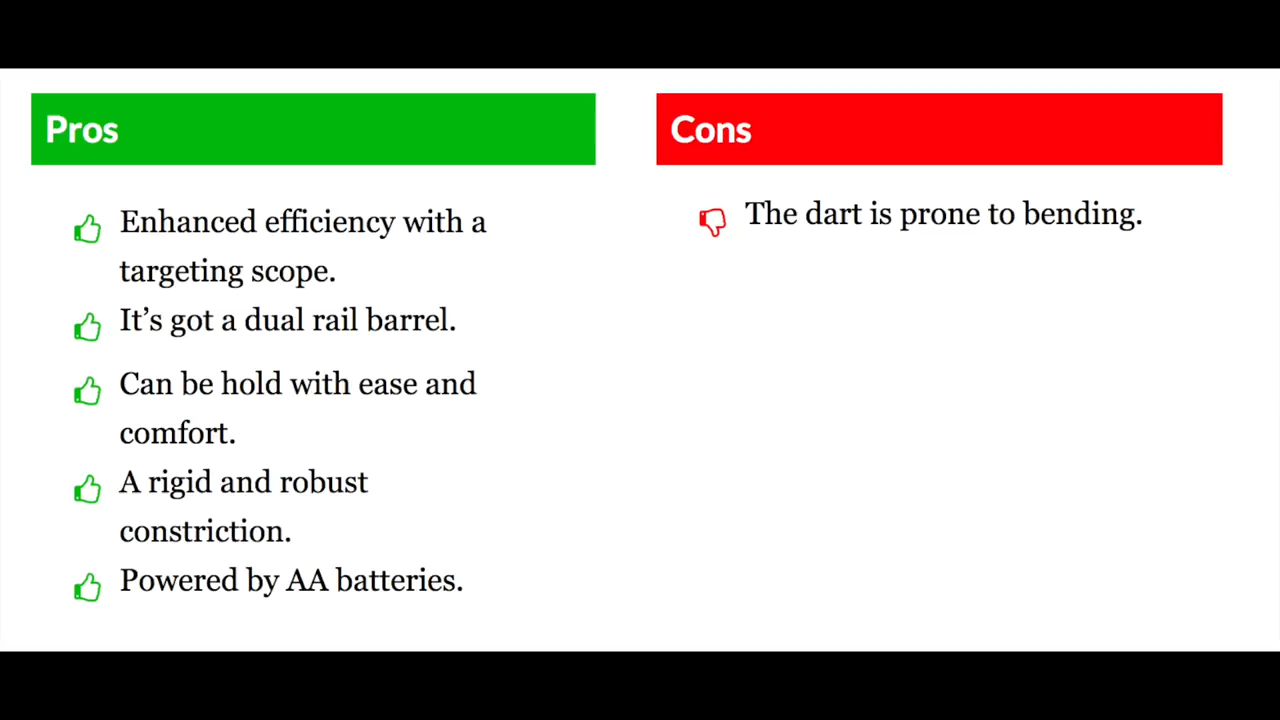 Pros
Enhanced efficiency with a
targeting scope.
It’s got a dual rail barrel.
Can be hold with ease and
comfort.
A rigid and robust
constriction.
Powered by AA batteries.
Cons
The dart is prone to bending.